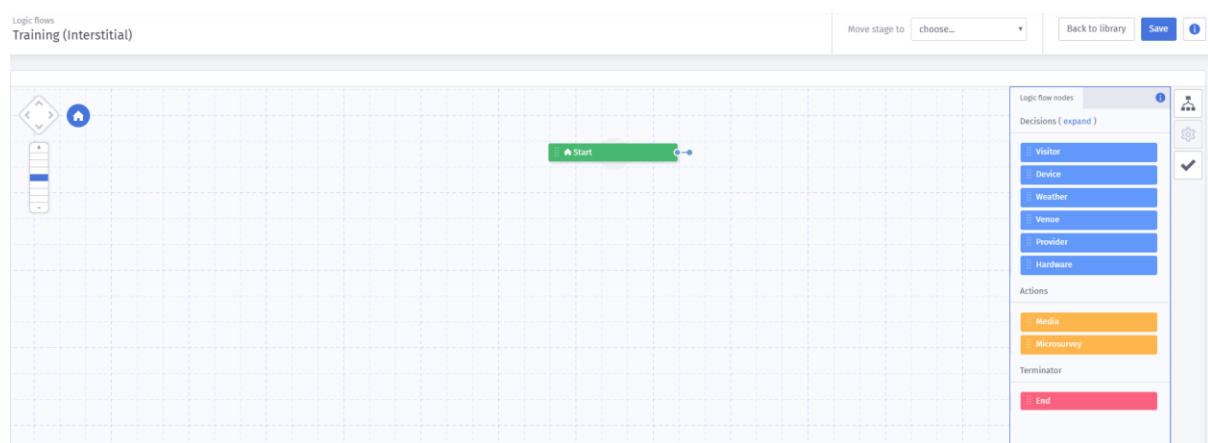 Logic flows
Training (Interstitial)
Move stage to choose... Back to library Save i
Start
Logic flow nodes i
Decisions ( expand )
Visitor
Device
Weather
Venue
Provider
Hardware
Actions
Media
Microsurvey
Terminator
End